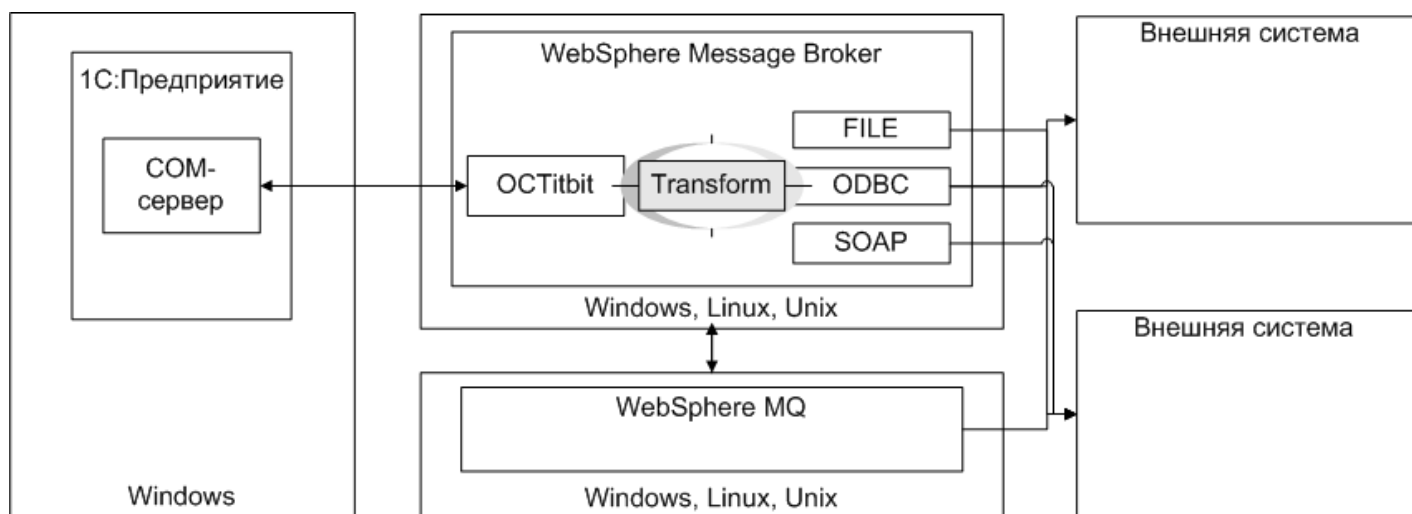 1С:Предприятие
COM-
сервер
Windows
WebSphere Message Broker
OCTitbit
Transform
FILE
ODBC
SOAP
Windows, Linux, Unix
WebSphere MQ
Windows, Linux, Unix
Внешняя система
Внешняя система